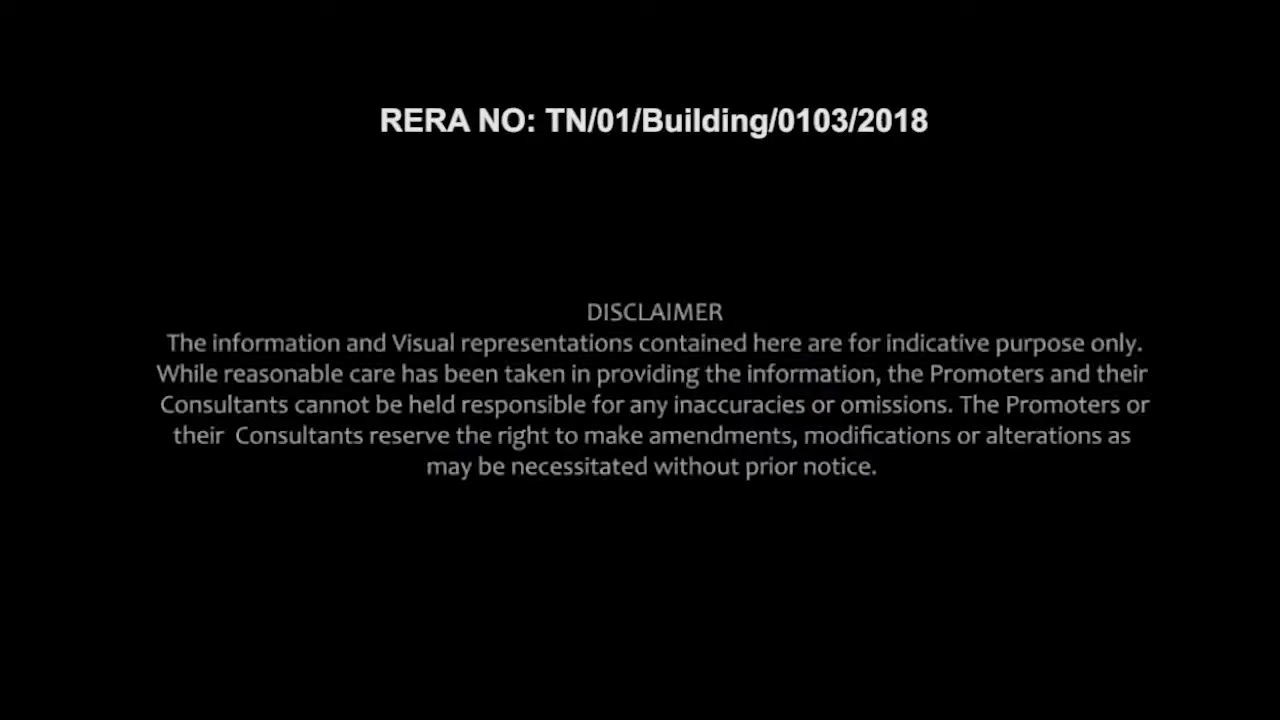 RERA NO: TN/01/Building/0103/2018
DISCLAIMER
The information and Visual representations contained here are for indicative purpose only.
While reasonable care has been taken in providing the information, the Promoters and their
Consultants cannot be held responsible for any inaccuracies or omissions. The Promoters or
their  Consultants reserve the right to make amendments, modifications or alterations as
may be necessitated without prior notice.